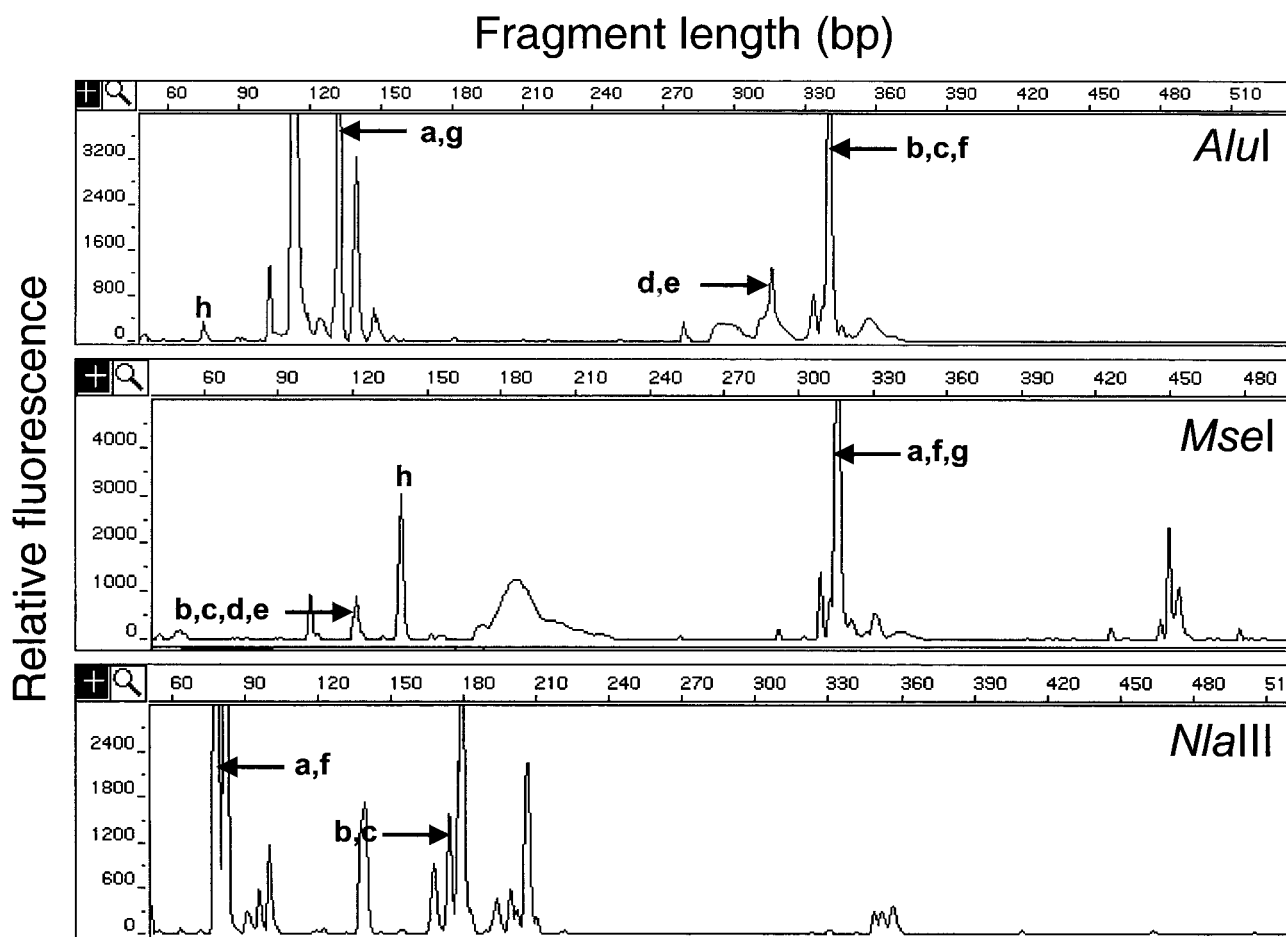 Fragment length (bp)
Relative fluorescence
60 90 120 150 180 210 240 270 300 330 360 390 420 450 480 510
AluI
3200
2400
1600
800
0
a,g
b,c,f
d,e
h
60 90 120 150 180 210 240 270 300 330 360 390 420 450 480
MseI
4000
3000
2000
1000
0
a,f,g
h
b,c,d,e
60 90 120 150 180 210 240 270 300 330 360 390 420 450 480 51
NlaIII
2400
1800
1200
600
0
a,f
b,c